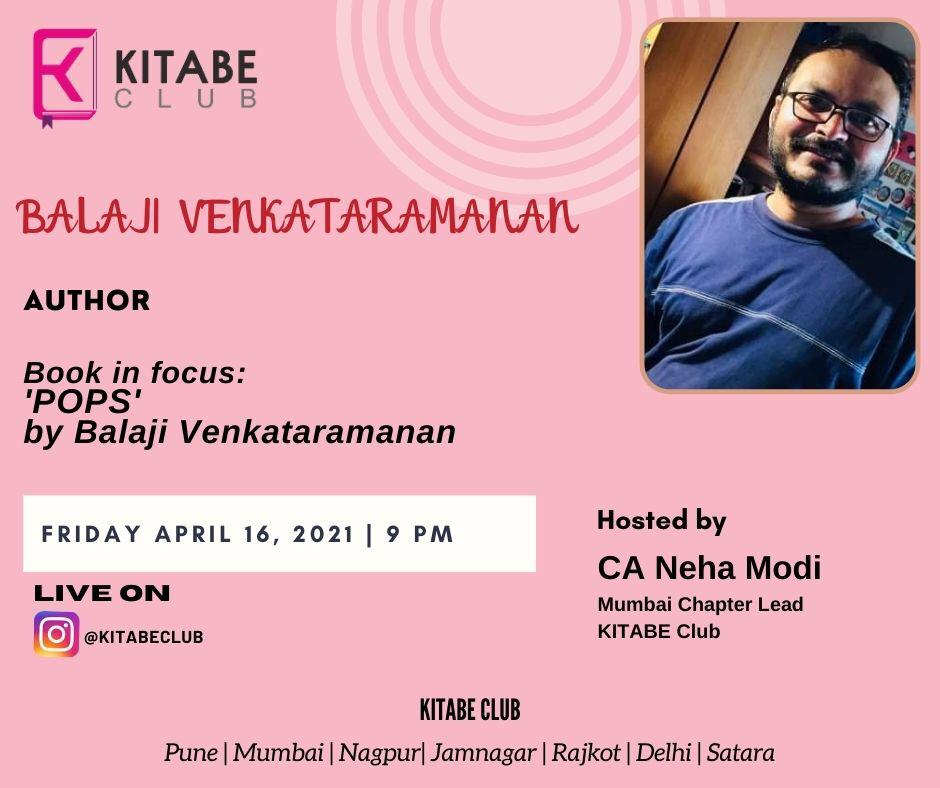 KITABE
CLUB
BALAJI VENKATARAMANAN
AUTHOR
Book in focus:
'POPS'
by Balaji Venkataramanan
FRIDAY APRIL 16, 2021 | 9 PM
LIVE ON
@KITABECLUB
Hosted by
CA Neha Modi
Mumbai Chapter Lead
KITABE Club
KITABE CLUB
Pune | Mumbai | Nagpur| Jamnagar | Rajkot | Delhi | Satara